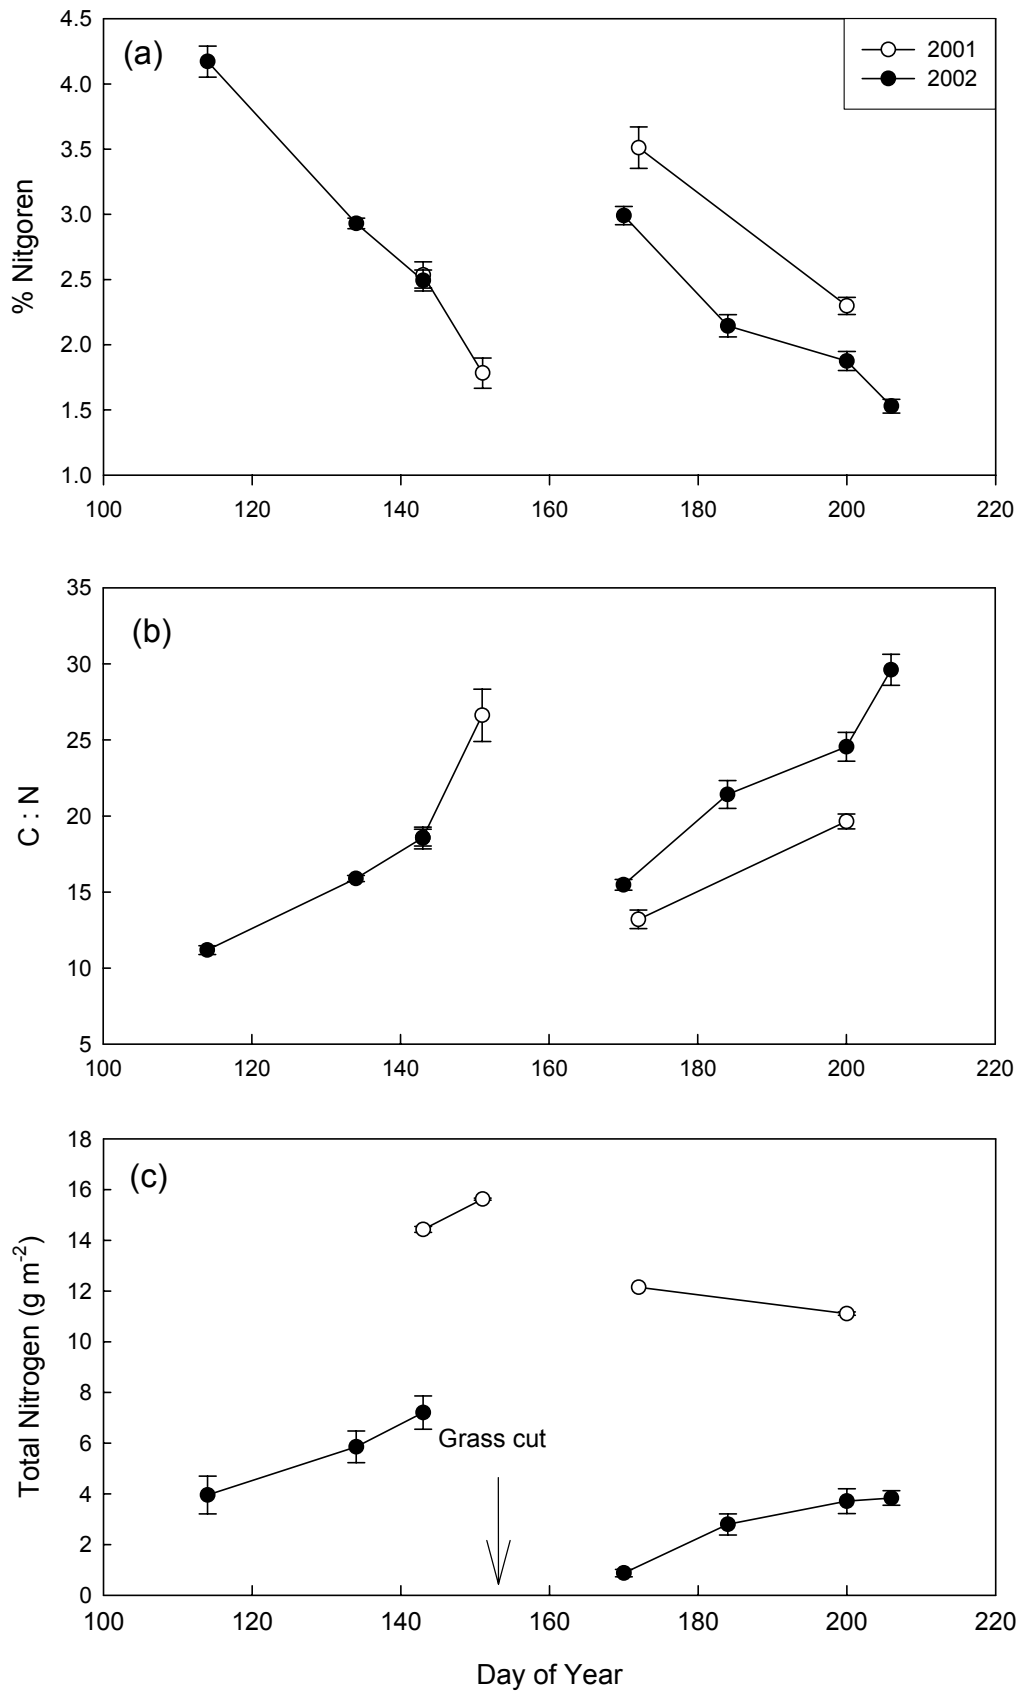 4.5
(a)
2001
2002
4.0
3.5
3.0
2.5
2.0
1.5
1.0
% Nitgoren
100 120 140 160 180 200 220
35
(b)
30
25
20
15
10
5
C : N
100 120 140 160 180 200 220
18
(c)
16
14
12
10
8
6
Grass cut
4
2
0
Total Nitrogen (g m⁻²)
100 120 140 160 180 200 220
Day of Year